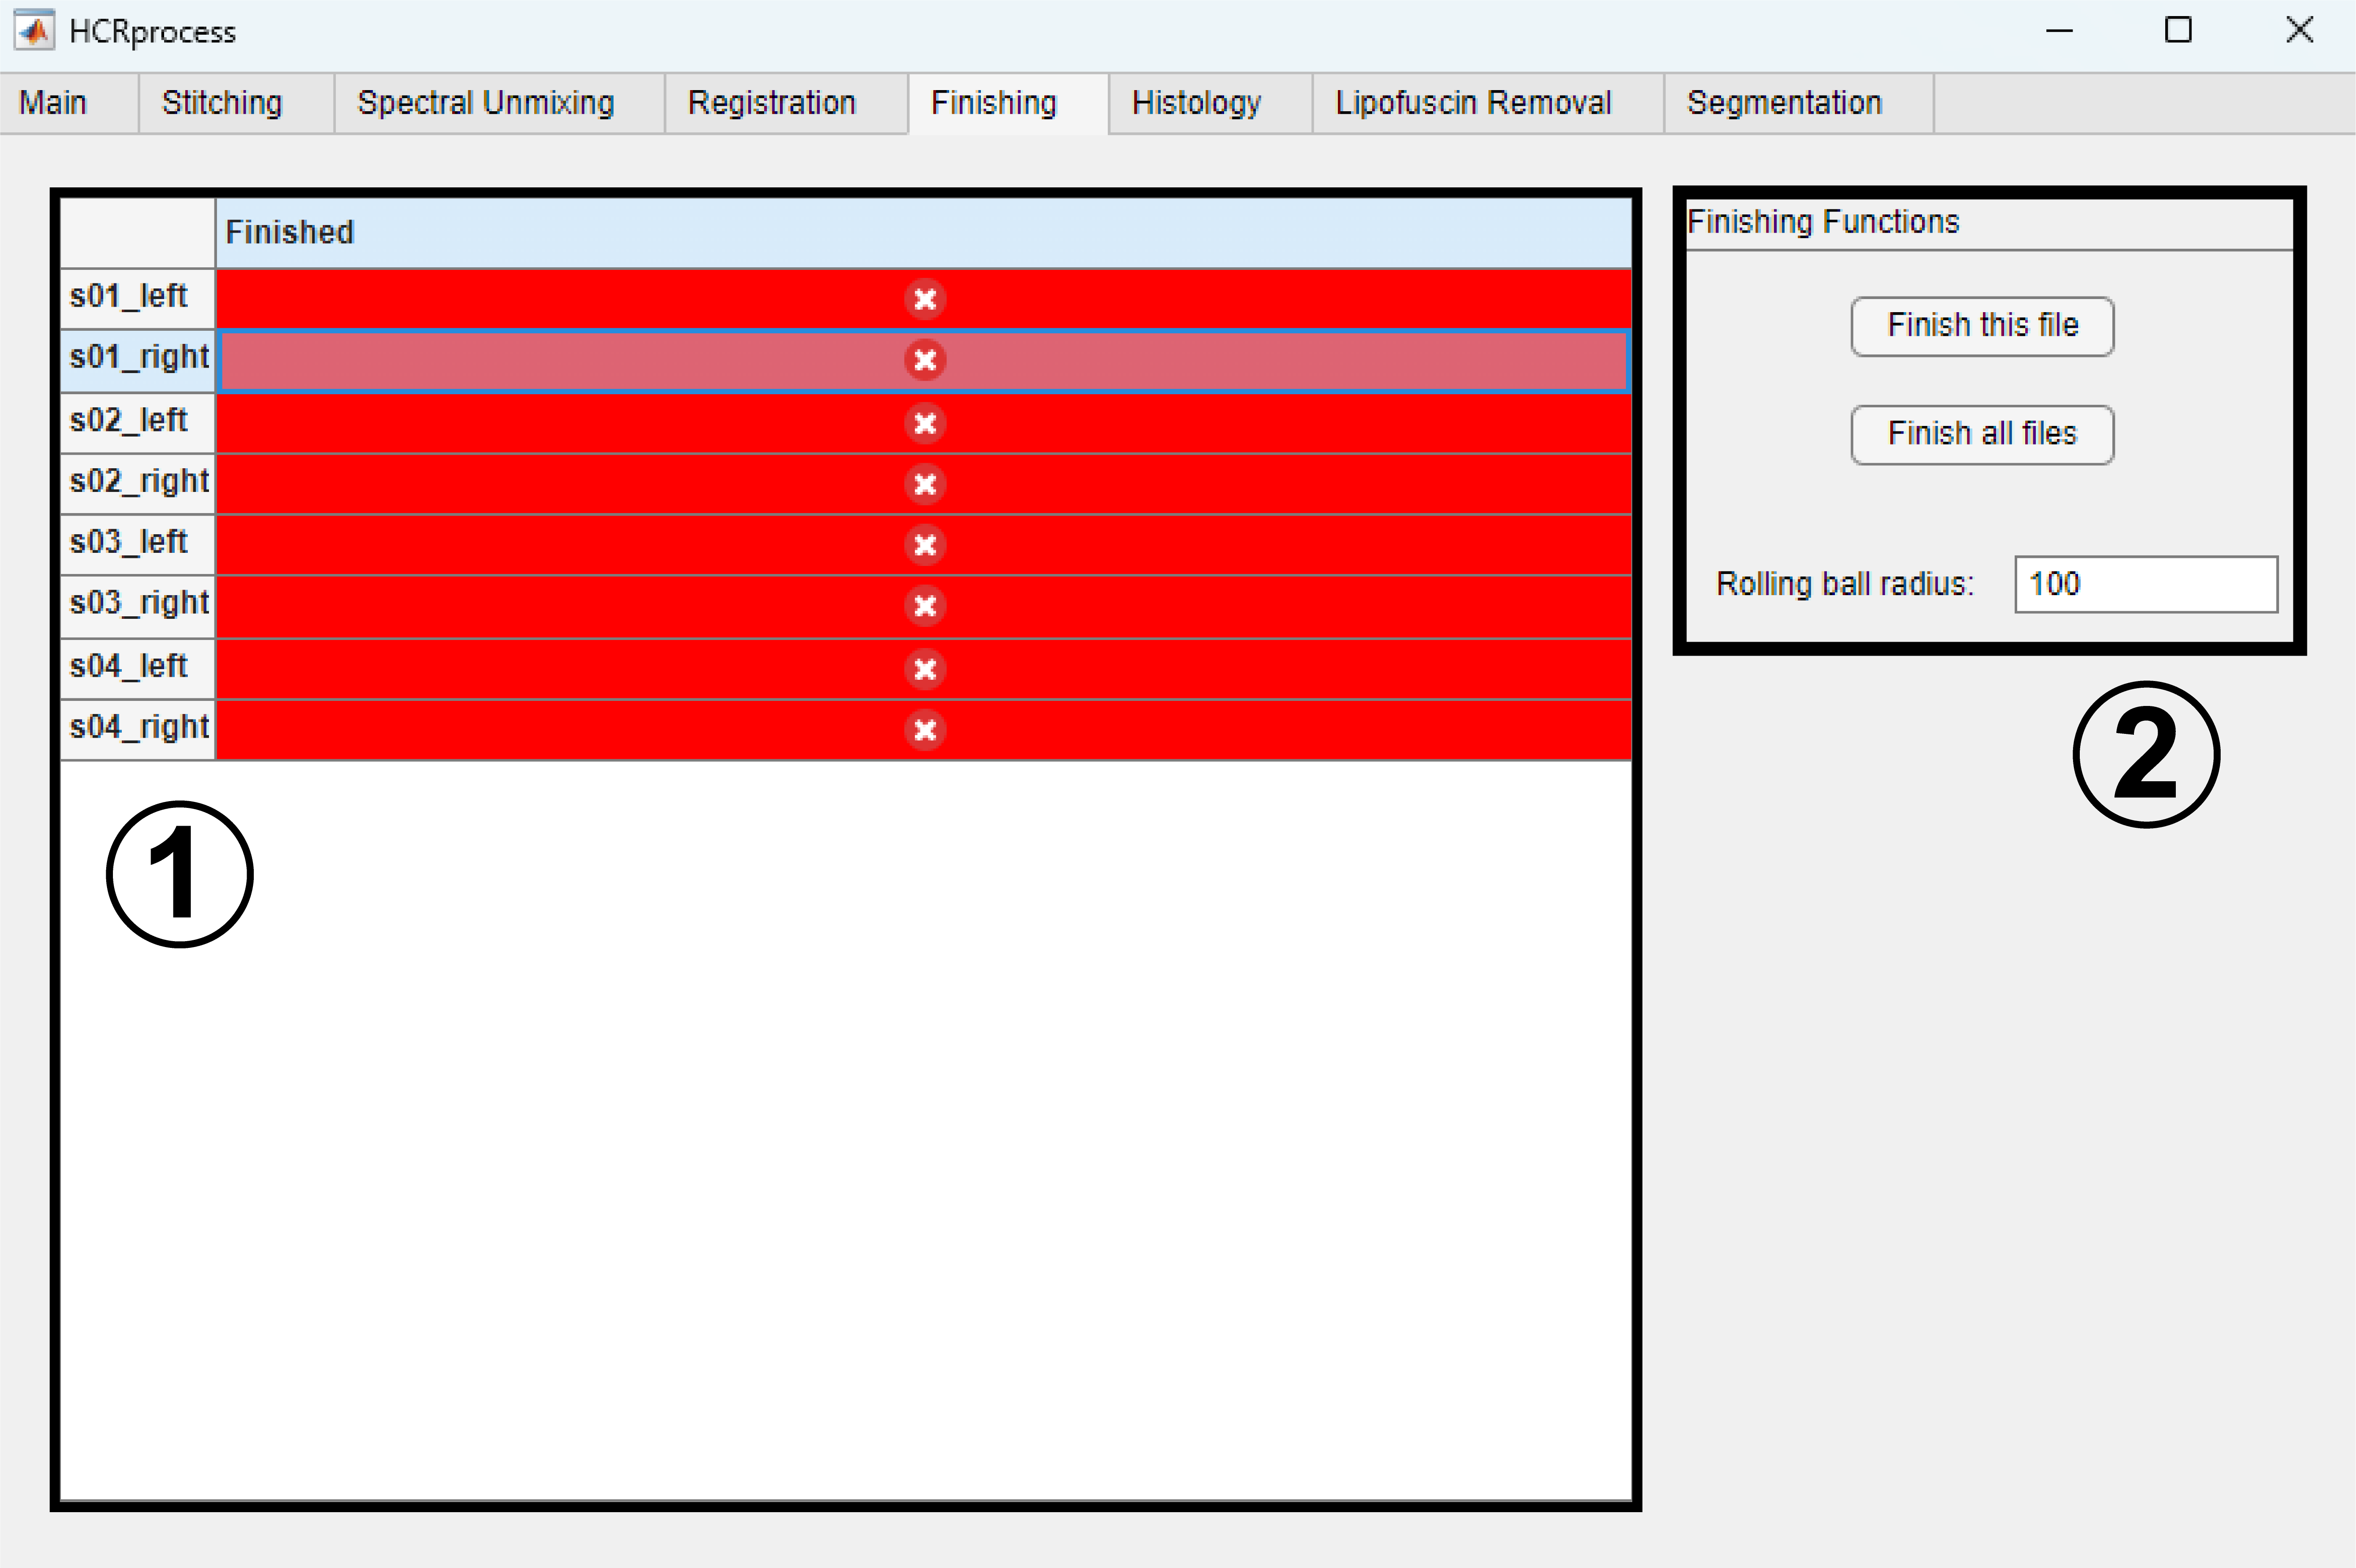 HCRprocess
Main Stitching Spectral Unmixing Registration Finishing Histology Lipofuscin Removal Segmentation
Finished
s01_left
s01_right
s02_left
s02_right
s03_left
s03_right
s04_left
s04_right
1
Finishing Functions
Finish this file
Finish all files
Rolling ball radius: 100
2